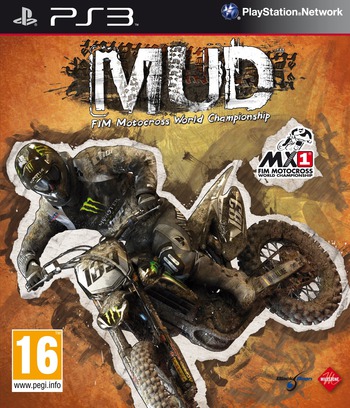 PS3
PlayStation®Network
MUD
FIM Motocross World Championship
MX1
FIM MOTOCROSS
WORLD CHAMPIONSHIP
16
www.pegi.info